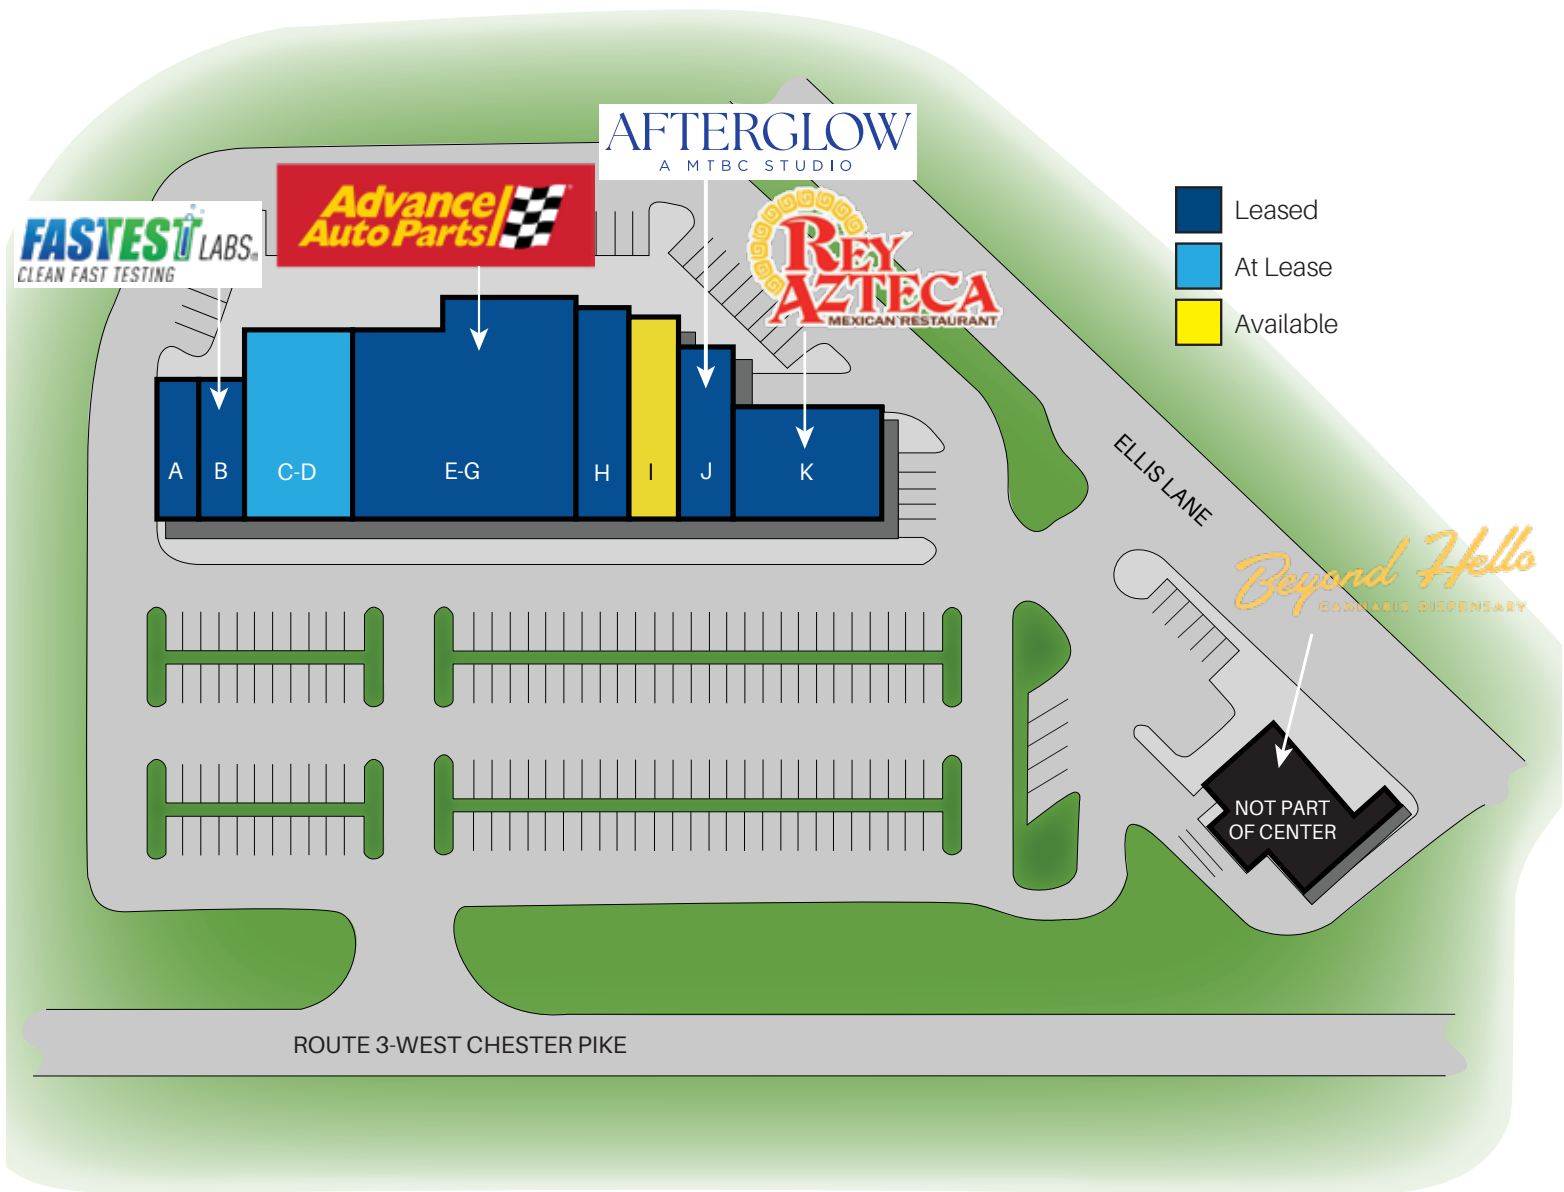 AFTERGLOW
A MTBC STUDIO
Advance
Auto Parts
FASTEST LABS
CLEAN FAST TESTING
REY
AZTECA
MEXICAN RESTAURANT
Leased
At Lease
Available
A
B
C-D
E-G
H
I
J
K
ELLIS LANE
Beyond Hello
CANNABIS DISPENSARY
NOT PART
OF CENTER
ROUTE 3-WEST CHESTER PIKE